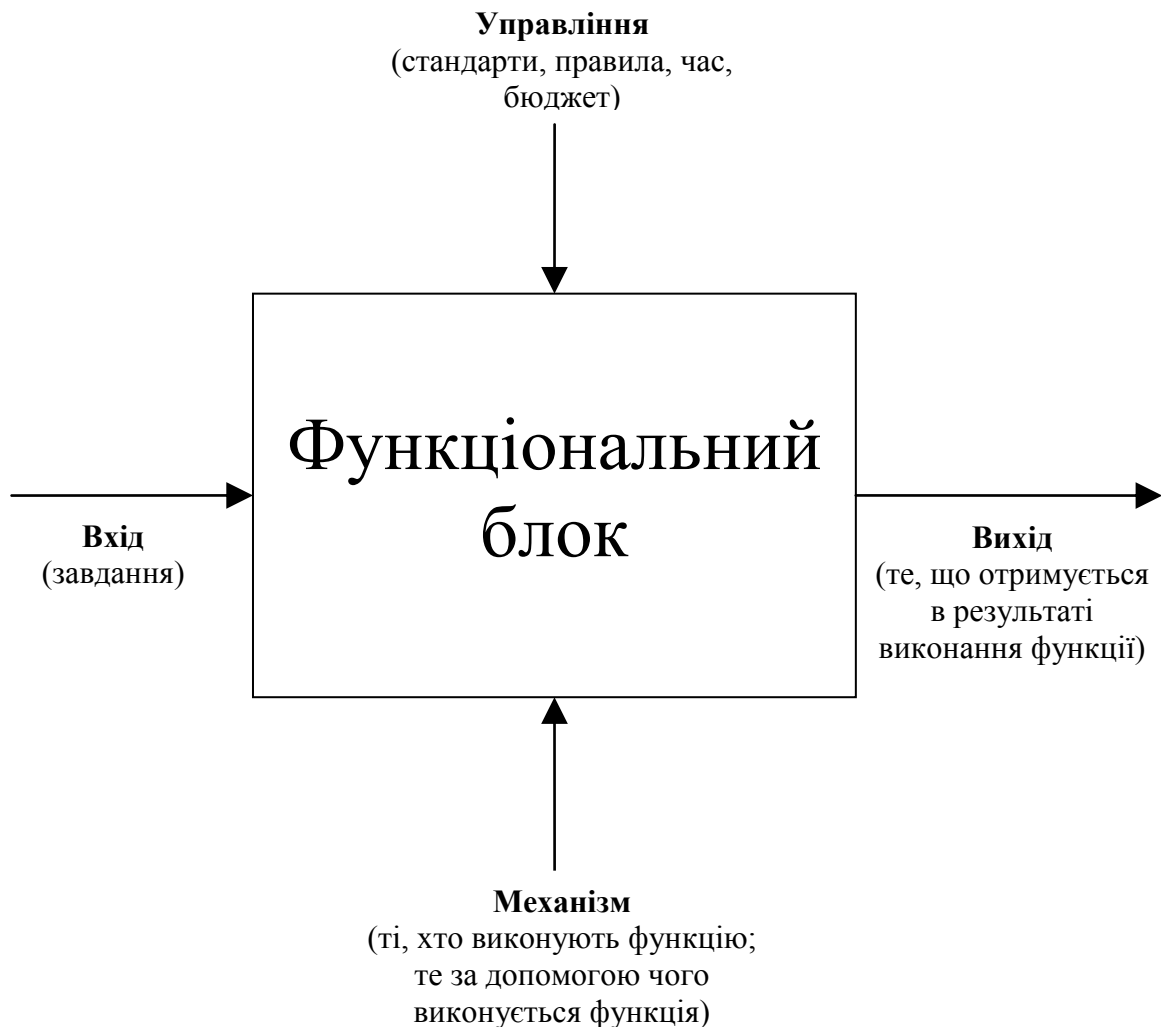 Управління
(стандарти, правила, час,
бюджет)
Функціональний
блок
Вхід
(завдання)
Вихід
(те, що отримується
в результаті
виконання функції)
Механізм
(ті, хто виконують функцію;
те за допомогою чого
виконується функція)